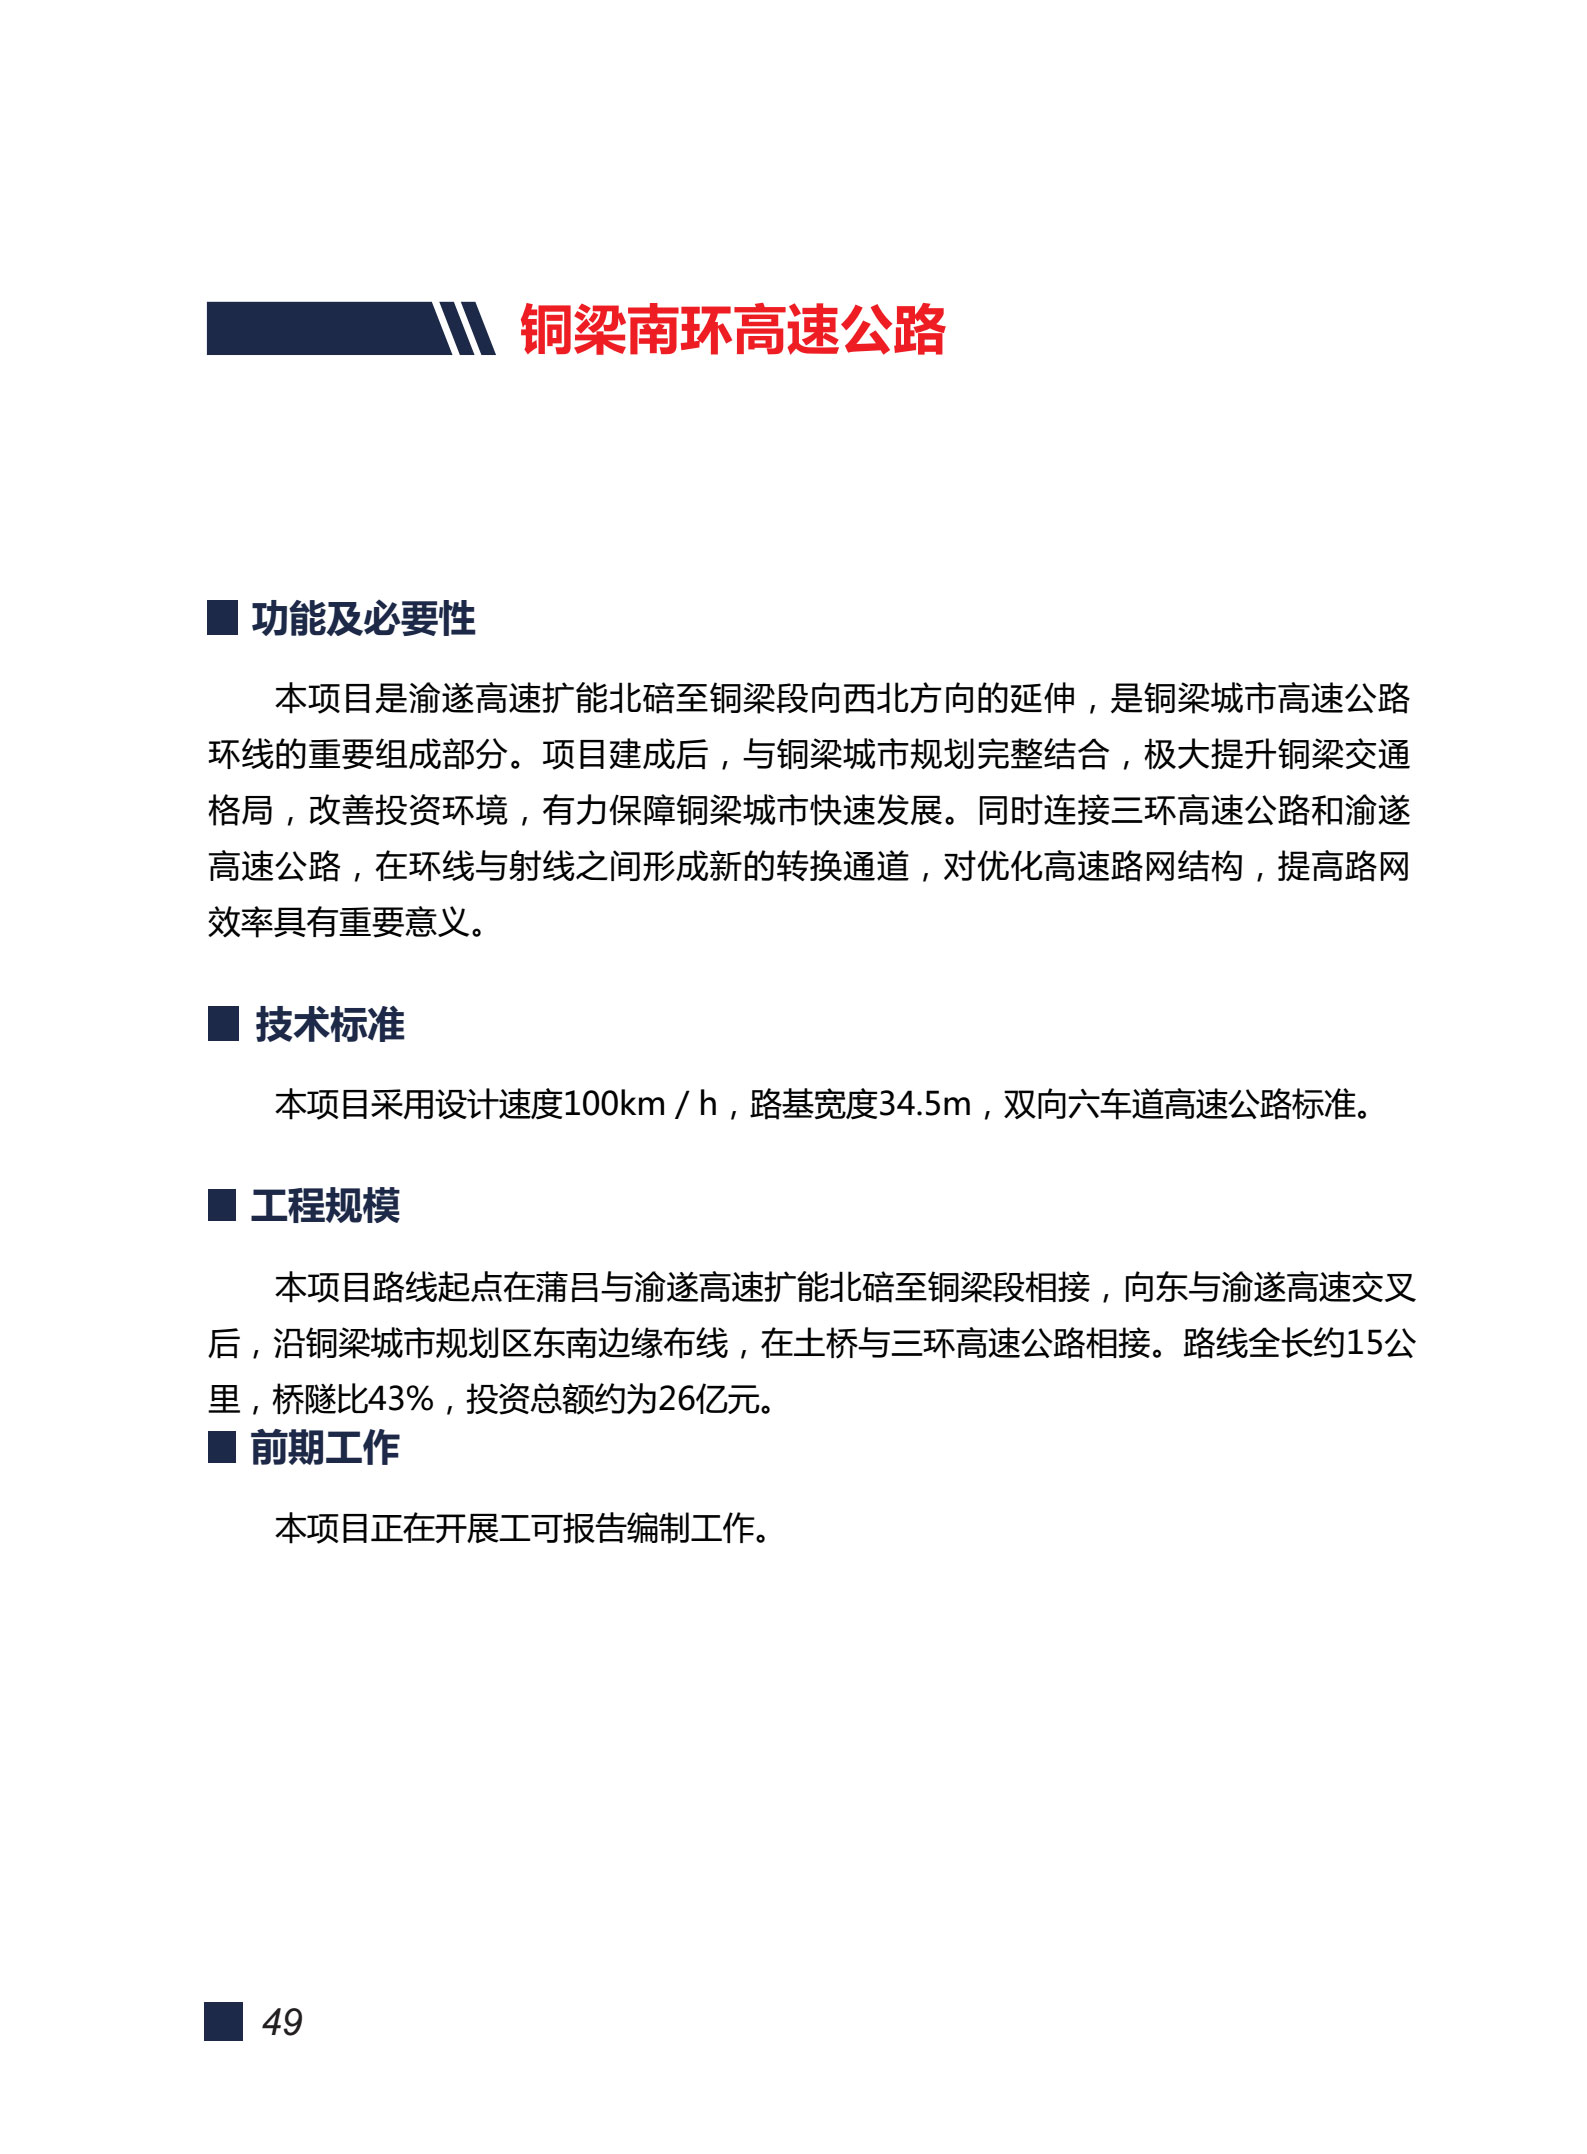 铜梁南环高速公路
功能及必要性
本项目是渝遂高速扩能北碚至铜梁段向西北方向的延伸，是铜梁城市高速公路
环线的重要组成部分。项目建成后，与铜梁城市规划完整结合，极大提升铜梁交通
格局，改善投资环境，有力保障铜梁城市快速发展。同时连接三环高速公路和渝遂
高速公路，在环线与射线之间形成新的转换通道，对优化高速路网结构，提高路网
效率具有重要意义。
技术标准
本项目采用设计速度100km / h，路基宽度34.5m，双向六车道高速公路标准。
工程规模
本项目路线起点在蒲吕与渝遂高速扩能北碚至铜梁段相接，向东与渝遂高速交叉
后，沿铜梁城市规划区东南边缘布线，在土桥与三环高速公路相接。路线全长约15公
里，桥隧比43%，投资总额约为26亿元。
前期工作
本项目正在开展工可报告编制工作。
49